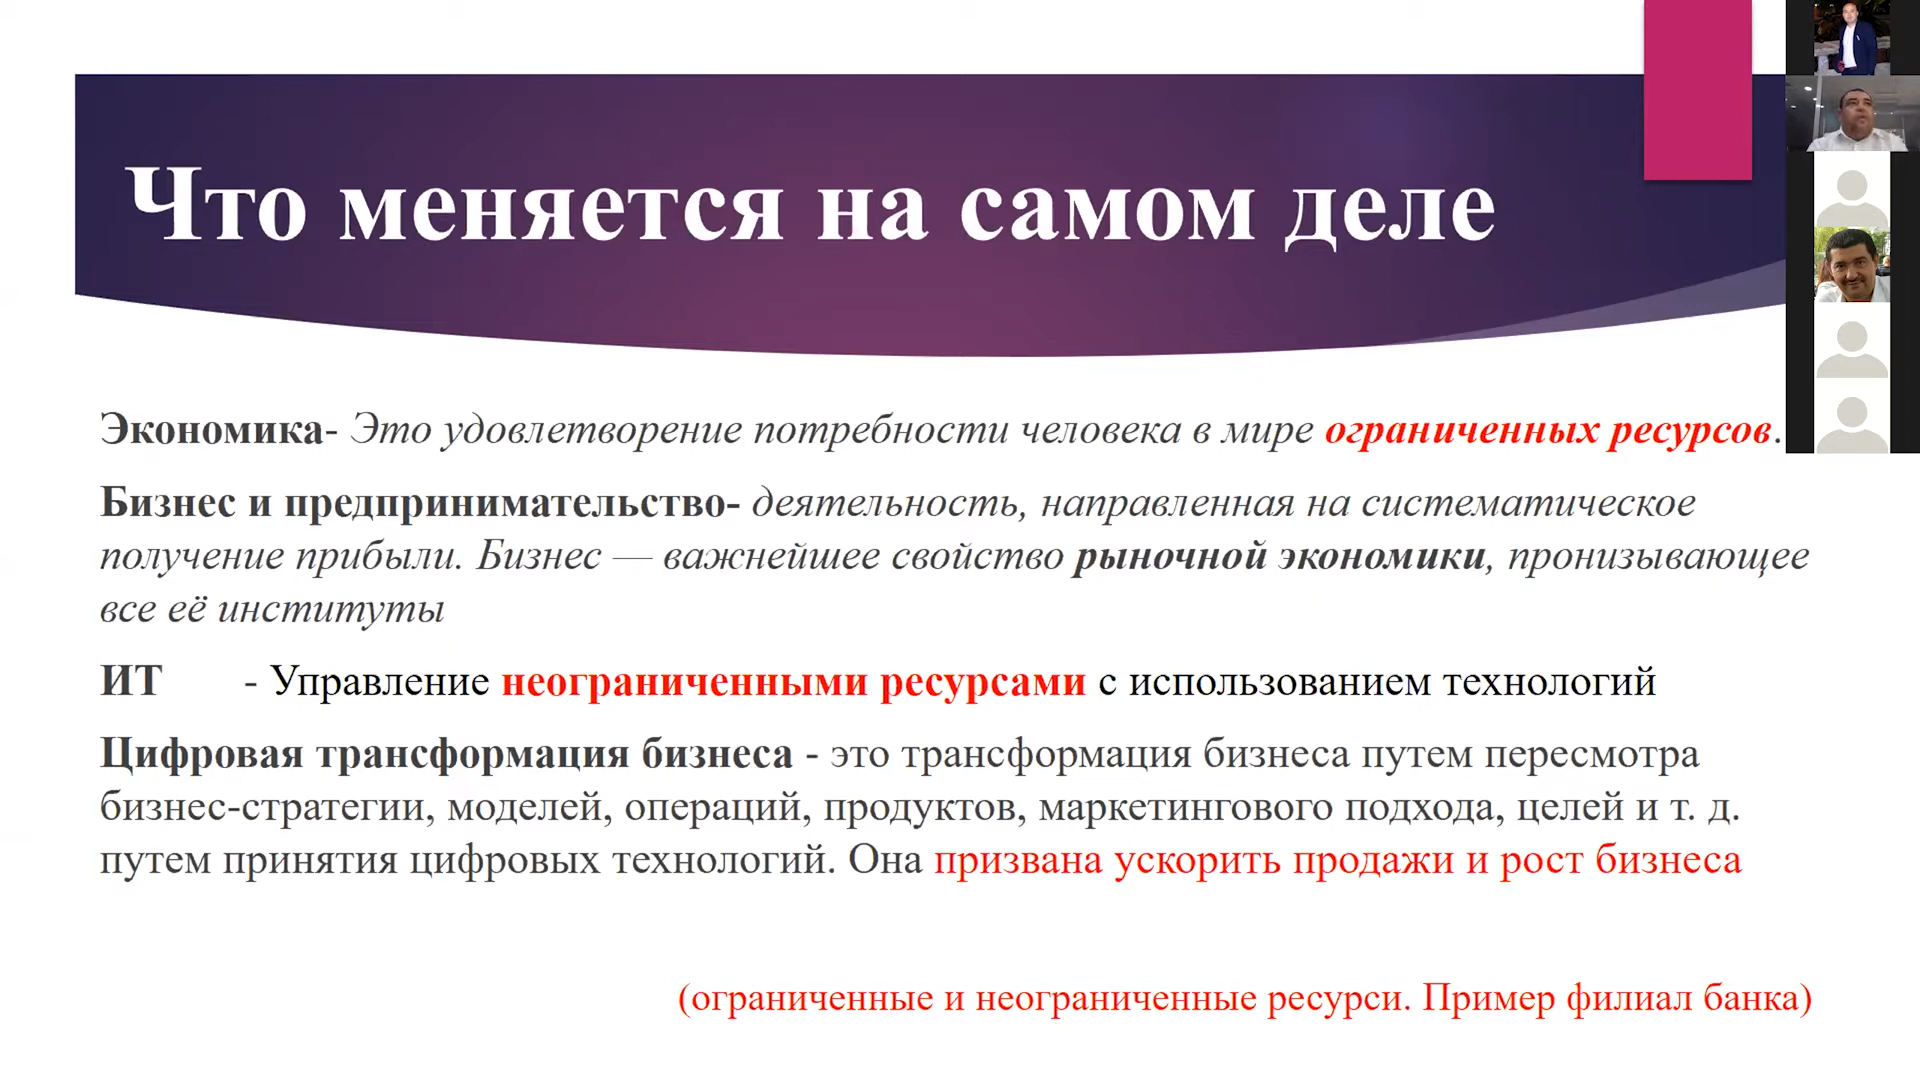 Что меняется на самом деле
Экономика- Это удовлетворение потребности человека в мире ограниченных ресурсов.
Бизнес и предпринимательство- деятельность, направленная на систематическое
получение прибыли. Бизнес — важнейшее свойство рыночной экономики, пронизывающее
все её институты
ИТ - Управление неограниченными ресурсами с использованием технологий
Цифровая трансформация бизнеса - это трансформация бизнеса путем пересмотра
бизнес-стратегии, моделей, операций, продуктов, маркетингового подхода, целей и т. д.
путем принятия цифровых технологий. Она призвана ускорить продажи и рост бизнеса
(ограниченные и неограниченные ресурси. Пример филиал банка)